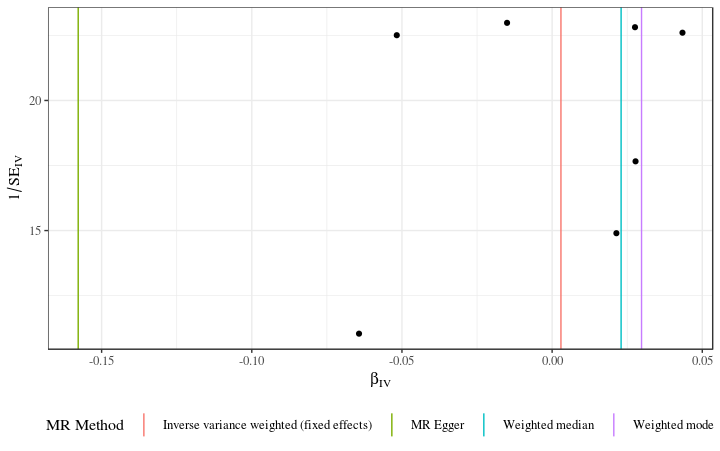 1/SE_IV
20
15
-0.15 -0.10 -0.05 0.00 0.05
β_IV
MR Method Inverse variance weighted (fixed effects) MR Egger Weighted median Weighted mode